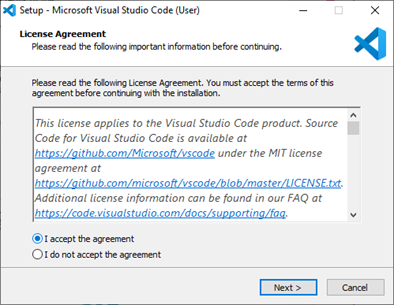 Setup - Microsoft Visual Studio Code (User)
License Agreement
Please read the following important information before continuing.
Please read the following License Agreement. You must accept the terms of this
agreement before continuing with the installation.
This license applies to the Visual Studio Code product. Source
Code for Visual Studio Code is available at
https://github.com/Microsoft/vscode under the MIT license
agreement at
https://github.com/microsoft/vscode/blob/master/LICENSE.txt.
Additional license information can be found in our FAQ at
https://code.visualstudio.com/docs/supporting/faq.
I accept the agreement
I do not accept the agreement
Next >
Cancel